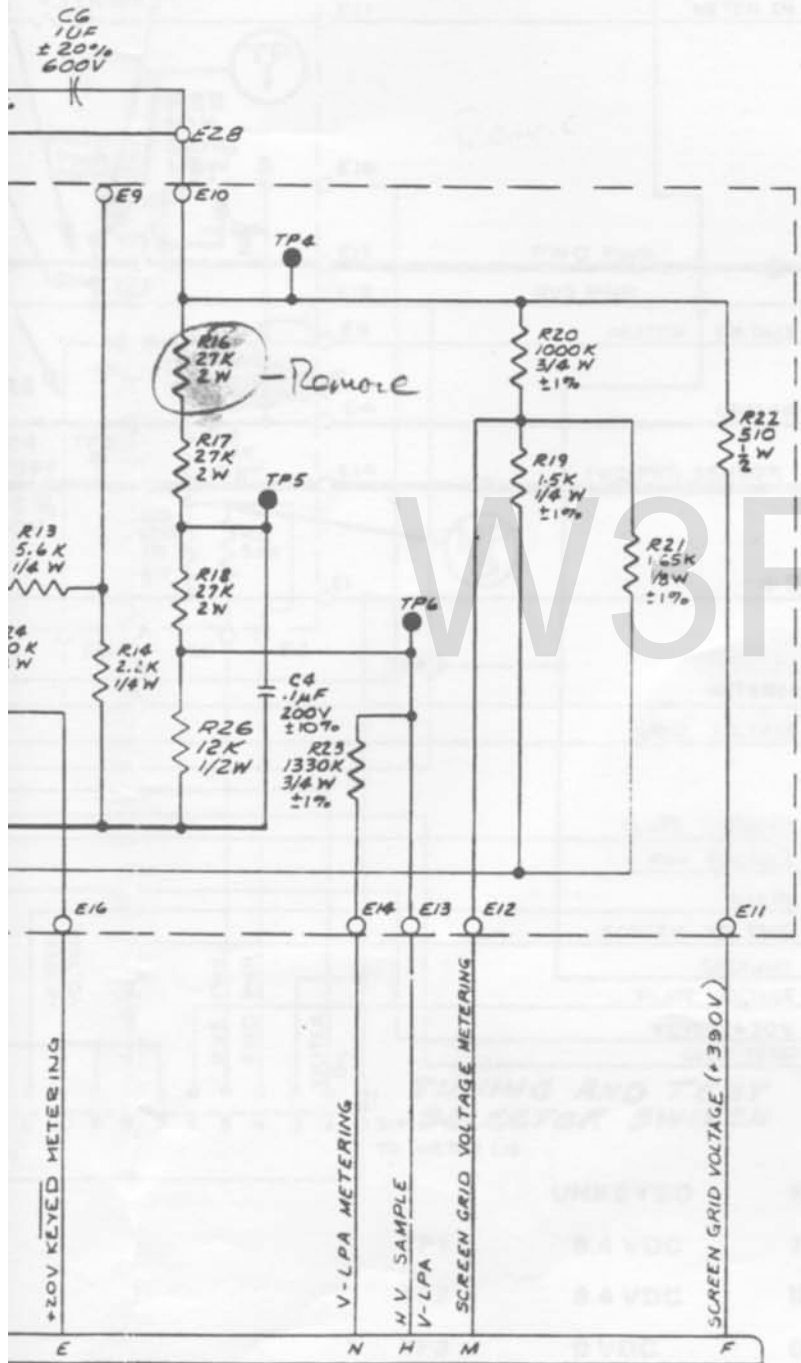 C6
1UF
± 20%
600V
E28
E9
E10
TP4
R16
27K
2W
-Remove
R20
1000K
3/4 W
±1%
R17
27K
2W
TP5
R19
1.5K
1/4 W
±1%
R22
510
1/2 W
R13
5.6K
1/4 W
R18
27K
2W
R21
1.65K
1/8W
±1%
TP6
R14
2.2K
1/4 W
C4
.1µF
200V
±10%
R26
12K
1/2W
1330K
3/4 W
±1%
E16
E14
E13
E12
E11
+20V KEYED METERING
V-LPA METERING
H V SAMPLE
V-LPA
SCREEN GRID VOLTAGE METERING
SCREEN GRID VOLTAGE (+390V)
E
N
H
M
F
W3F